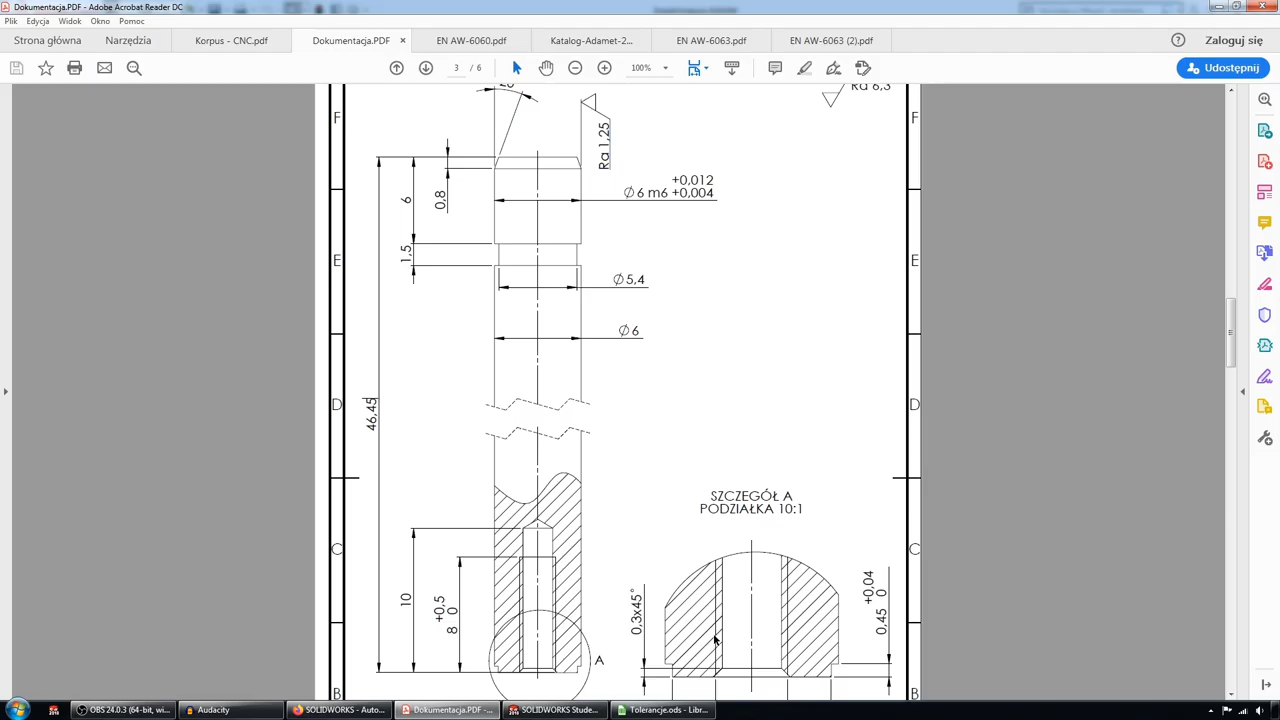 Dokumentacja.PDF - Adobe Acrobat Reader DC
Plik Edycja Widok Okno Pomoc
Strona główna Narzędzia Korpus - CNC.pdf Dokumentacja.PDF × EN AW-6060.pdf Katalog-Adamet-2... EN AW-6063.pdf EN AW-6063 (2).pdf Zaloguj się
3 / 6 100% Udostępnij
20° Ra 6,3
F F
Ra 1,25
+0,012
6 0,8 ∅6 m6 +0,004
1,5
E E
∅5,4
∅6
D D
46,45
SZCZEGÓŁ A
PODZIAŁKA 10:1
C C
10
+0,5
8 0
0,3x45°
+0,04
0,45 0
A
B B
OBS 24.0.3 (64-bit, wi... Audacity SOLIDWORKS - Auto... Dokumentacja.PDF -... SOLIDWORKS Stude... Tolerancje.ods - Libr...